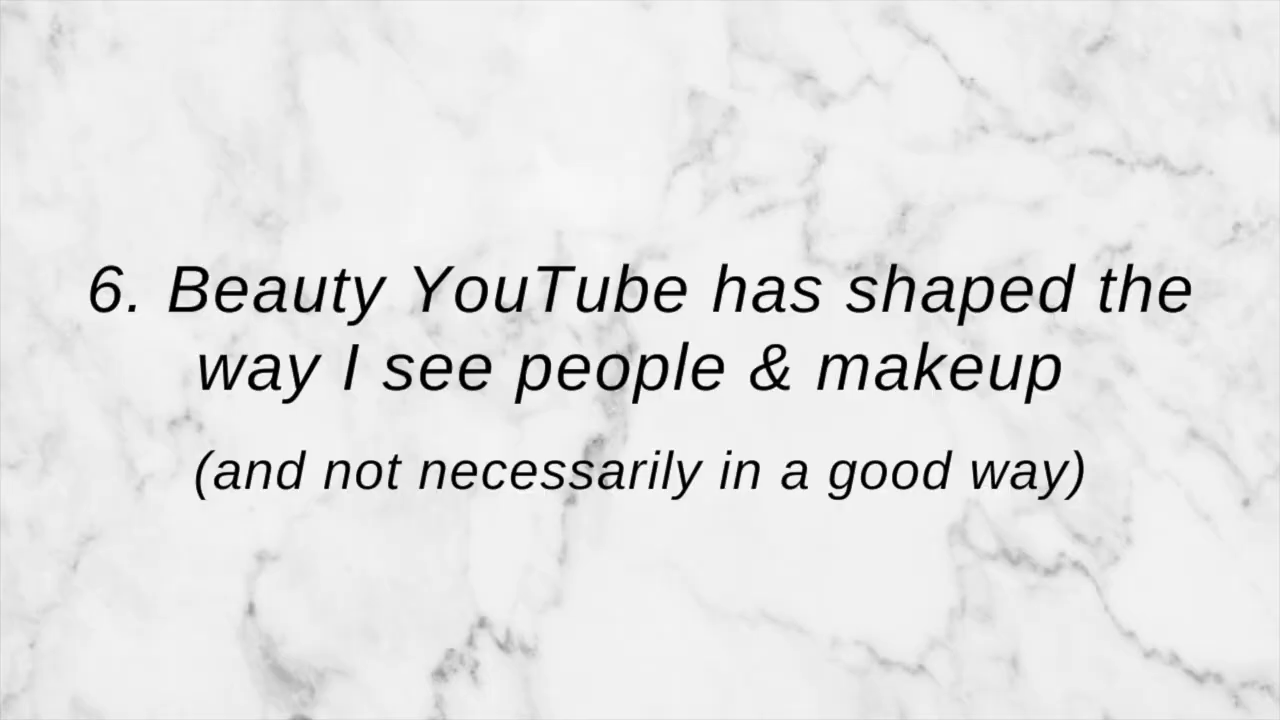 6. Beauty YouTube has shaped the
way I see people & makeup
(and not necessarily in a good way)